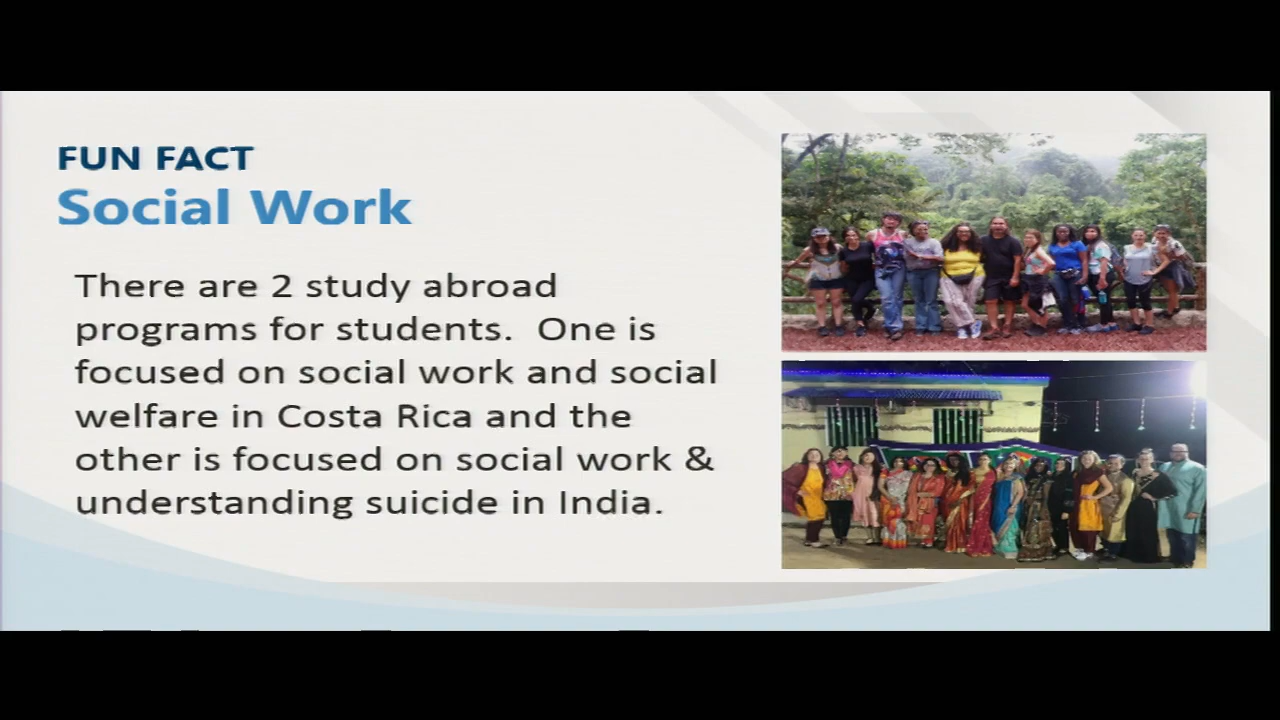 FUN FACT
Social Work
There are 2 study abroad
programs for students.  One is
focused on social work and social
welfare in Costa Rica and the
other is focused on social work &
understanding suicide in India.